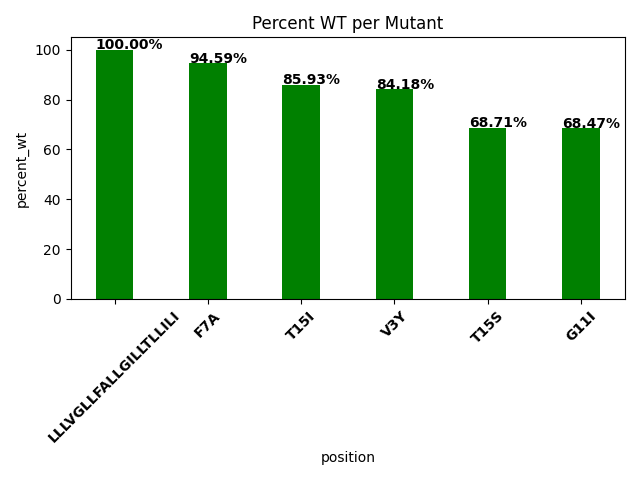 Percent WT per Mutant
percent_wt
100
80
60
40
20
0
100.00%
94.59%
85.93%
84.18%
68.71%
68.47%
LLLVGLLFALLGILLTLLILI
F7A
T15I
V3Y
T15S
G11I
position